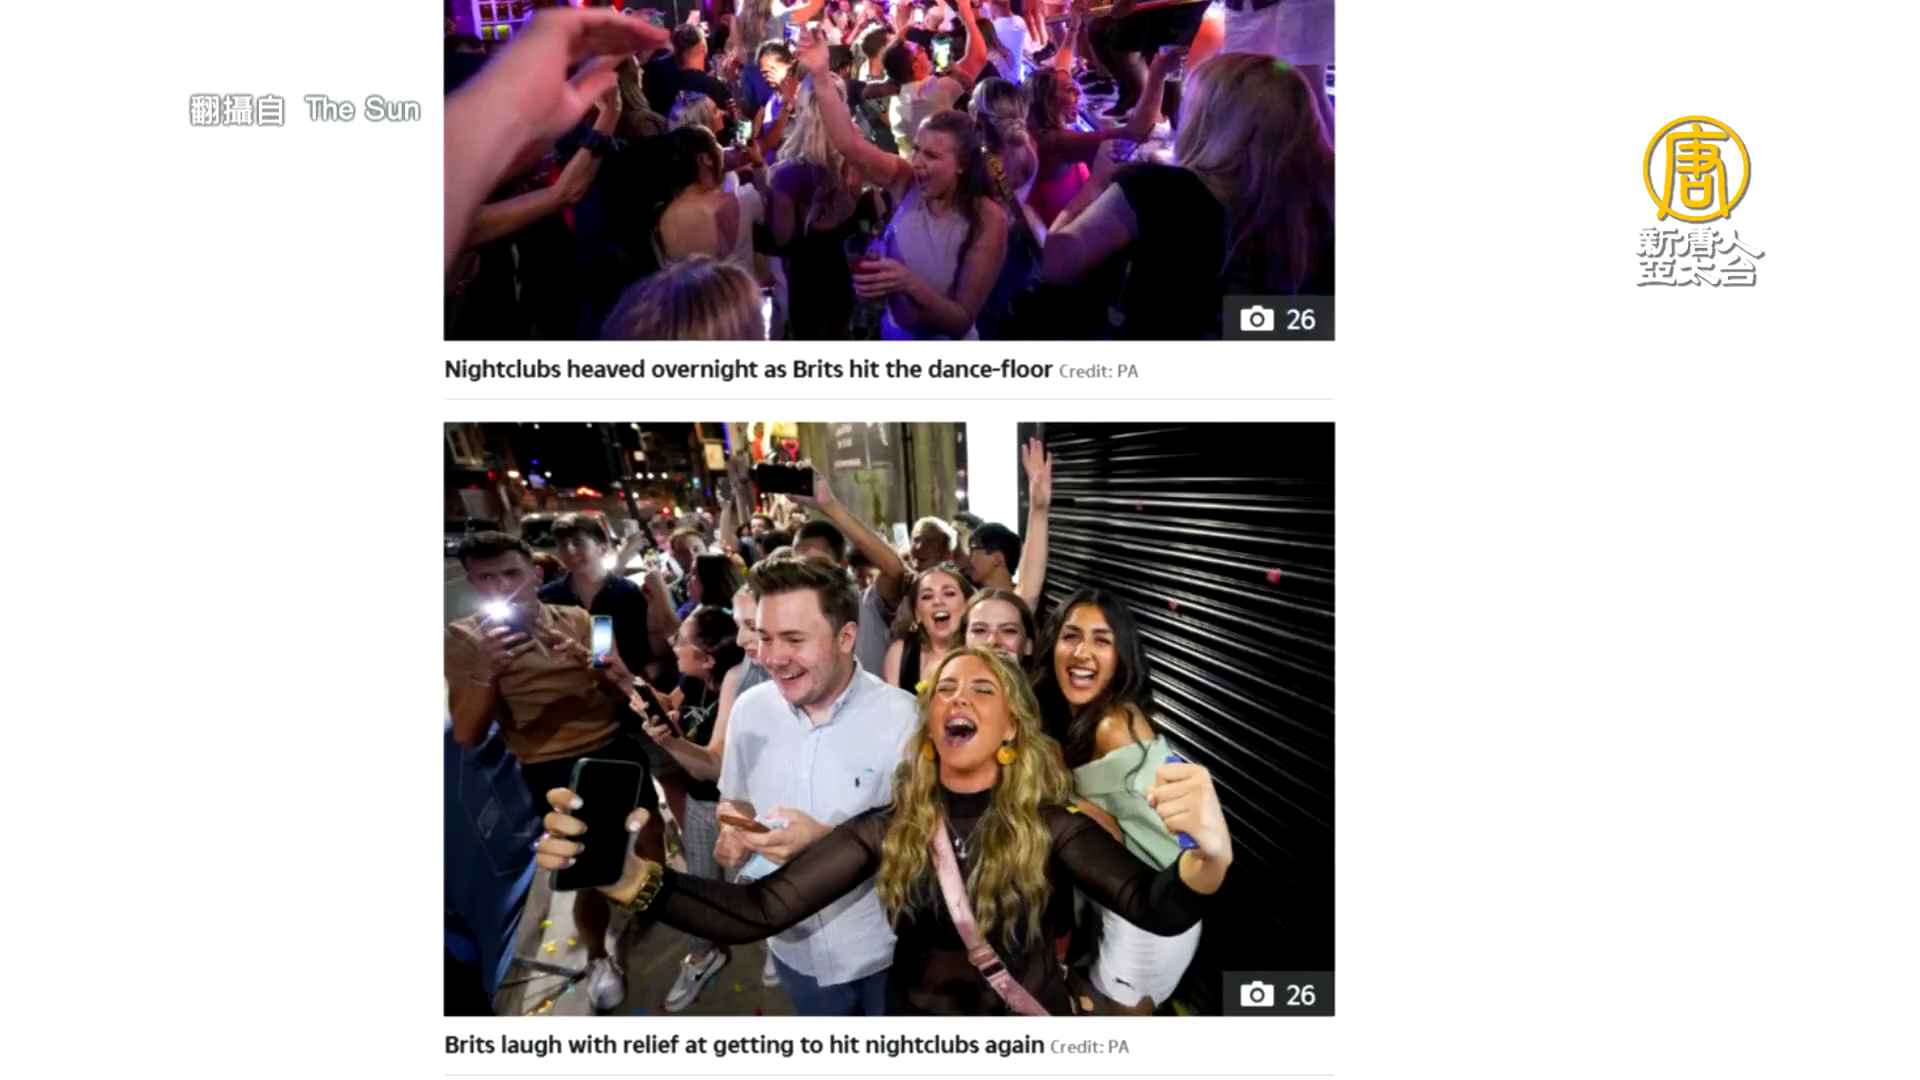 翻攝自 The Sun
唐
新唐人
亞太台
26
Nightclubs heaved overnight as Brits hit the dance-floor Credit: PA
26
Brits laugh with relief at getting to hit nightclubs again Credit: PA